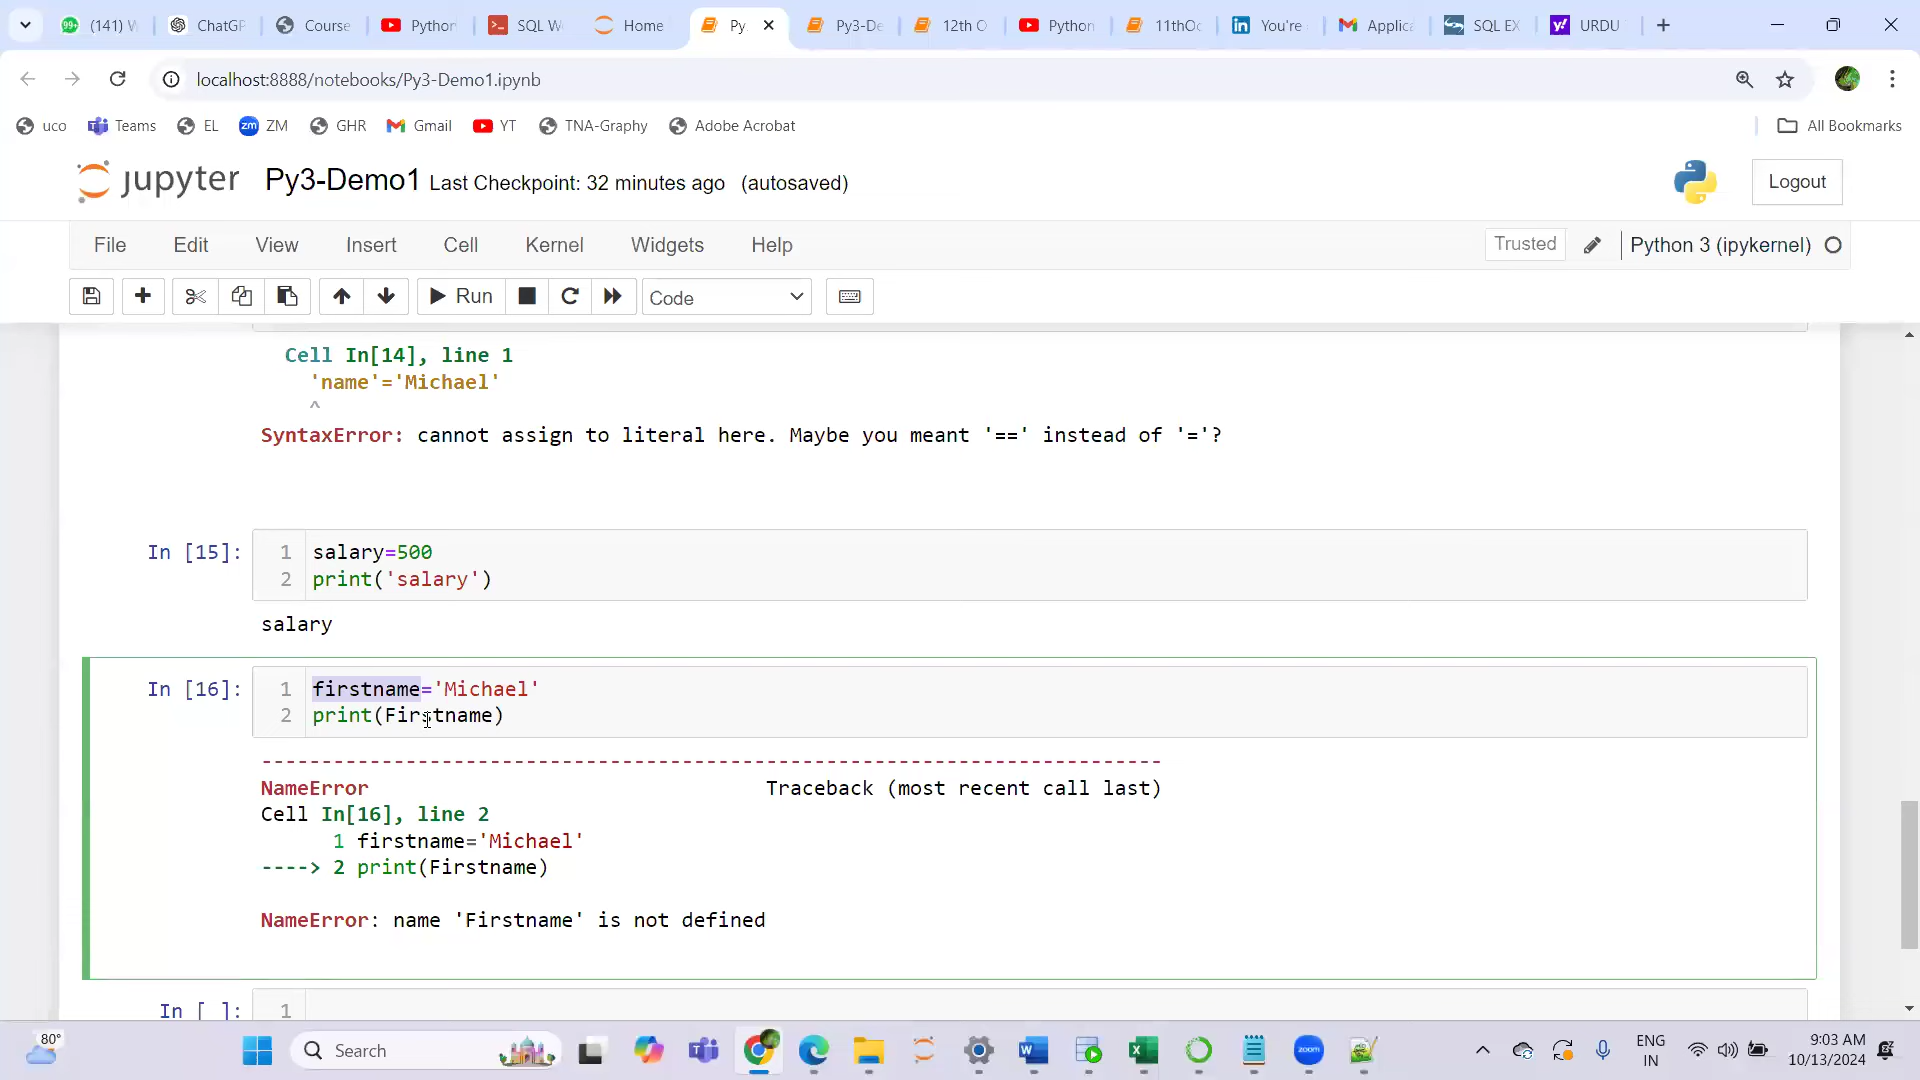 (141) W
ChatGP
Course
Python
SQL W
Home
Py
Py3-De
12th O
Python
11thOc
You're
Applica
SQL EX
URDU
localhost:8888/notebooks/Py3-Demo1.ipynb
uco
Teams
EL
ZM
GHR
Gmail
YT
TNA-Graphy
Adobe Acrobat
All Bookmarks
jupyter Py3-Demo1 Last Checkpoint: 32 minutes ago (autosaved)
Logout
File Edit View Insert Cell Kernel Widgets Help
Trusted
Python 3 (ipykernel)
Run
Code
Cell In[14], line 1
'name'='Michael'
^
SyntaxError: cannot assign to literal here. Maybe you meant '==' instead of '='?
In [15]:
1 salary=500
2 print('salary')
salary
In [16]:
1 firstname='Michael'
2 print(Firstname)
---------------------------------------------------------------------------
NameError Traceback (most recent call last)
Cell In[16], line 2
1 firstname='Michael'
----> 2 print(Firstname)
NameError: name 'Firstname' is not defined
In [ ]:
1
80°
Search
ENG
IN
9:03 AM
10/13/2024